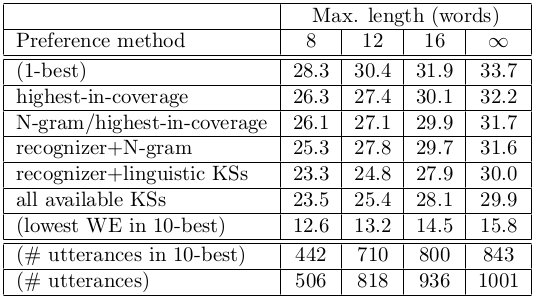 Max. length (words)
Preference method 8 12 16 ∞
(1-best) 28.3 30.4 31.9 33.7
highest-in-coverage 26.3 27.4 30.1 32.2
N-gram/highest-in-coverage 26.1 27.1 29.9 31.7
recognizer+N-gram 25.3 27.8 29.7 31.6
recognizer+linguistic KSs 23.3 24.8 27.9 30.0
all available KSs 23.5 25.4 28.1 29.9
(lowest WE in 10-best) 12.6 13.2 14.5 15.8
(# utterances in 10-best) 442 710 800 843
(# utterances) 506 818 936 1001